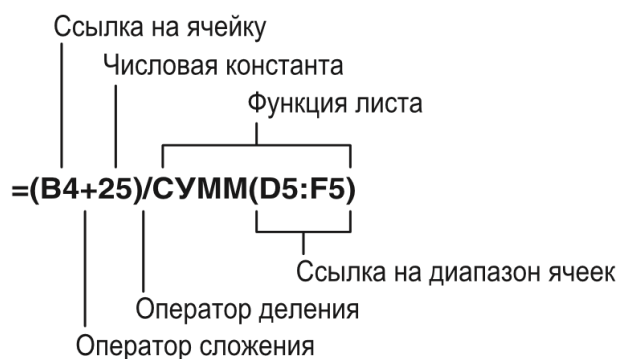 Ссылка на ячейку
Числовая константа
Функция листа
=(B4+25)/СУММ(D5:F5)
Ссылка на диапазон ячеек
Оператор деления
Оператор сложения